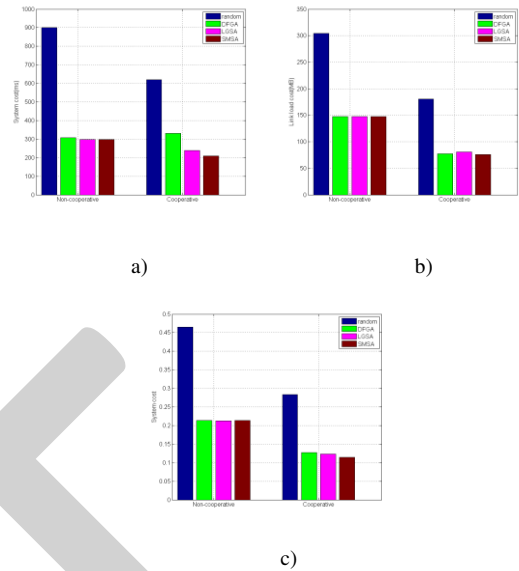 1000
900
800
700
600
500
400
300
200
100
0
System cost(ms)
Non-cooperative
Cooperative
random
DFGA
LGSA
SMSA
a)
350
300
250
200
150
100
50
0
Link load cost(MB)
Non-cooperative
Cooperative
random
DFGA
LGSA
SMSA
b)
0.5
0.45
0.4
0.35
0.3
0.25
0.2
0.15
0.1
0.05
0
System cost
Non-cooperative
Cooperative
random
DFGA
LGSA
SMSA
c)